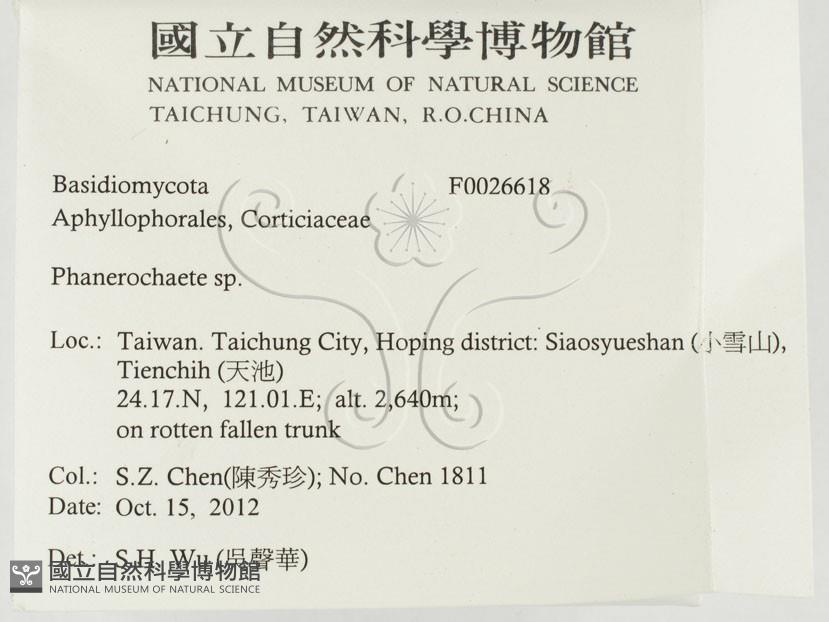 國立自然科學博物館
NATIONAL MUSEUM OF NATURAL SCIENCE
TAICHUNG, TAIWAN, R.O.CHINA
Basidiomycota F0026618
Aphyllophorales, Corticiaceae
Phanerochaete sp.
Loc.: Taiwan. Taichung City, Hoping district: Siaosyueshan (小雪山),
Tienchih (天池)
24.17.N, 121.01.E; alt. 2,640m;
on rotten fallen trunk
Col.: S.Z. Chen(陳秀珍); No. Chen 1811
Date: Oct. 15, 2012
Det.: S.H. Wu (吳聲華)
國立自然科學博物館
NATIONAL MUSEUM OF NATURAL SCIENCE